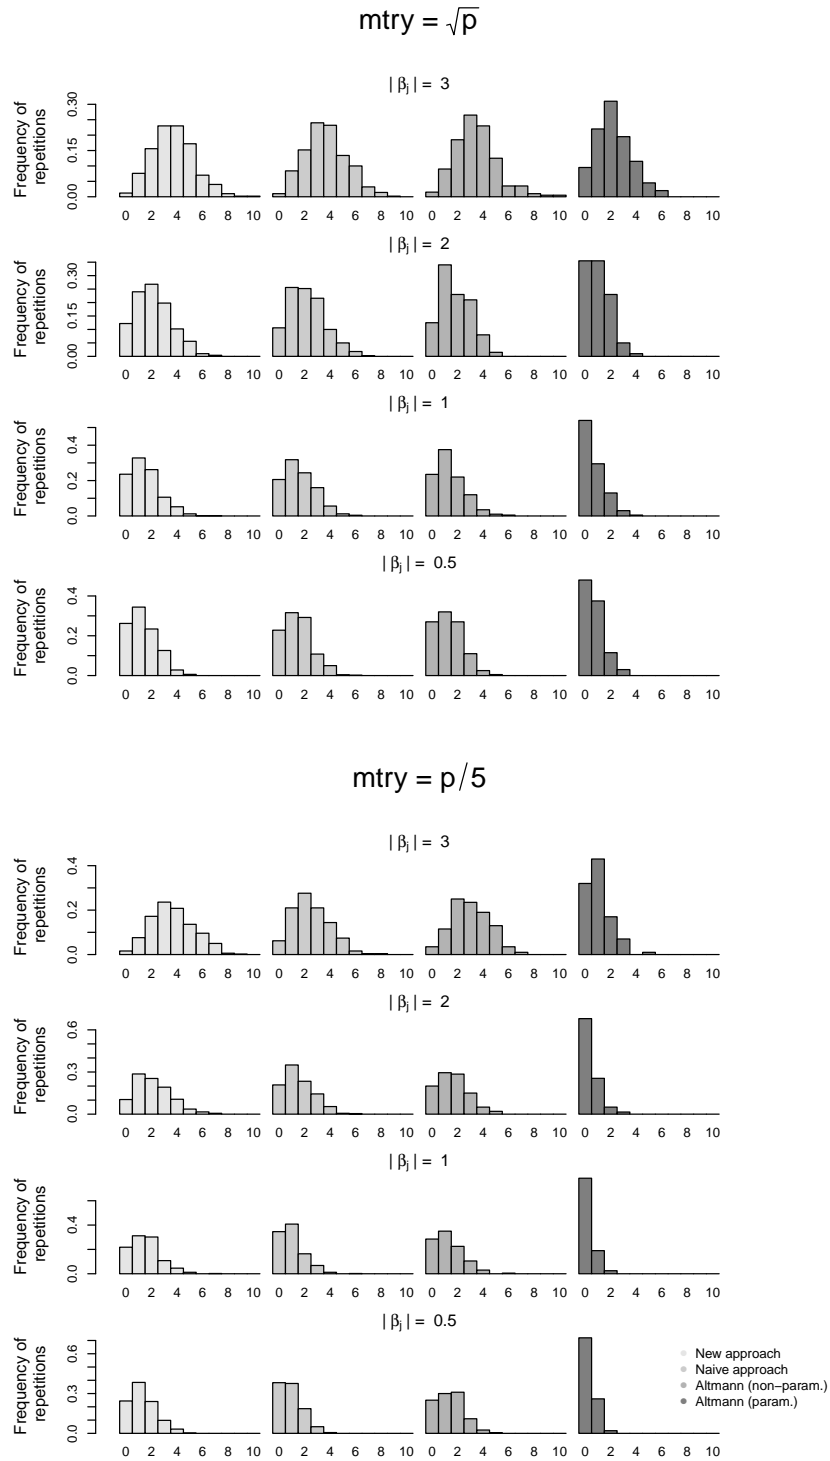 mtry = √p
| βj | = 3
Frequency of
repetitions
0.00 0.15 0.30
0 2 4 6 8 10 0 2 4 6 8 10 0 2 4 6 8 10 0 2 4 6 8 10
| βj | = 2
Frequency of
repetitions
0.00 0.15 0.30
0 2 4 6 8 10 0 2 4 6 8 10 0 2 4 6 8 10 0 2 4 6 8 10
| βj | = 1
Frequency of
repetitions
0.0 0.2 0.4
0 2 4 6 8 10 0 2 4 6 8 10 0 2 4 6 8 10 0 2 4 6 8 10
| βj | = 0.5
Frequency of
repetitions
0.0 0.2 0.4
0 2 4 6 8 10 0 2 4 6 8 10 0 2 4 6 8 10 0 2 4 6 8 10
mtry = p/5
| βj | = 3
Frequency of
repetitions
0.0 0.2 0.4
0 2 4 6 8 10 0 2 4 6 8 10 0 2 4 6 8 10 0 2 4 6 8 10
| βj | = 2
Frequency of
repetitions
0.0 0.3 0.6
0 2 4 6 8 10 0 2 4 6 8 10 0 2 4 6 8 10 0 2 4 6 8 10
| βj | = 1
Frequency of
repetitions
0.0 0.4
0 2 4 6 8 10 0 2 4 6 8 10 0 2 4 6 8 10 0 2 4 6 8 10
| βj | = 0.5
Frequency of
repetitions
0.0 0.3 0.6
0 2 4 6 8 10 0 2 4 6 8 10 0 2 4 6 8 10 0 2 4 6 8 10
New approach
Naive approach
Altmann (non−param.)
Altmann (param.)